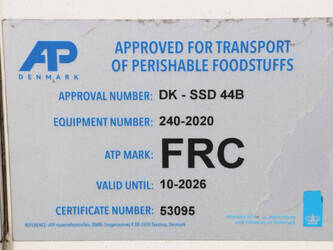 AP
DENMARK
APPROVED FOR TRANSPORT
OF PERISHABLE FOODSTUFFS
APPROVAL NUMBER: DK - SSD 44B
EQUIPMENT NUMBER: 240-2020
ATP MARK: FRC
VALID UNTIL: 10-2026
CERTIFICATE NUMBER: 53095